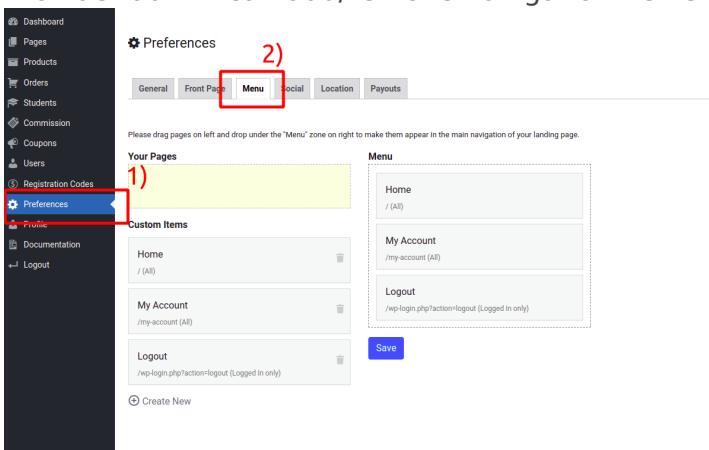 Dashboard
Pages
Products
Orders
Students
Commission
Coupons
Users
Registration Codes
Preferences
Profile
Documentation
Logout
Preferences
1)
2)
General Front Page Menu Social Location Payouts
Please drag pages on left and drop under the "Menu" zone on right to make them appear in the main navigation of your landing page.
Your Pages
Custom Items
Home
/ (All)
My Account
/my-account (All)
Logout
/wp-login.php?action=logout (Logged In only)
Create New
Menu
Home
/ (All)
My Account
/my-account (All)
Logout
/wp-login.php?action=logout (Logged In only)
Save